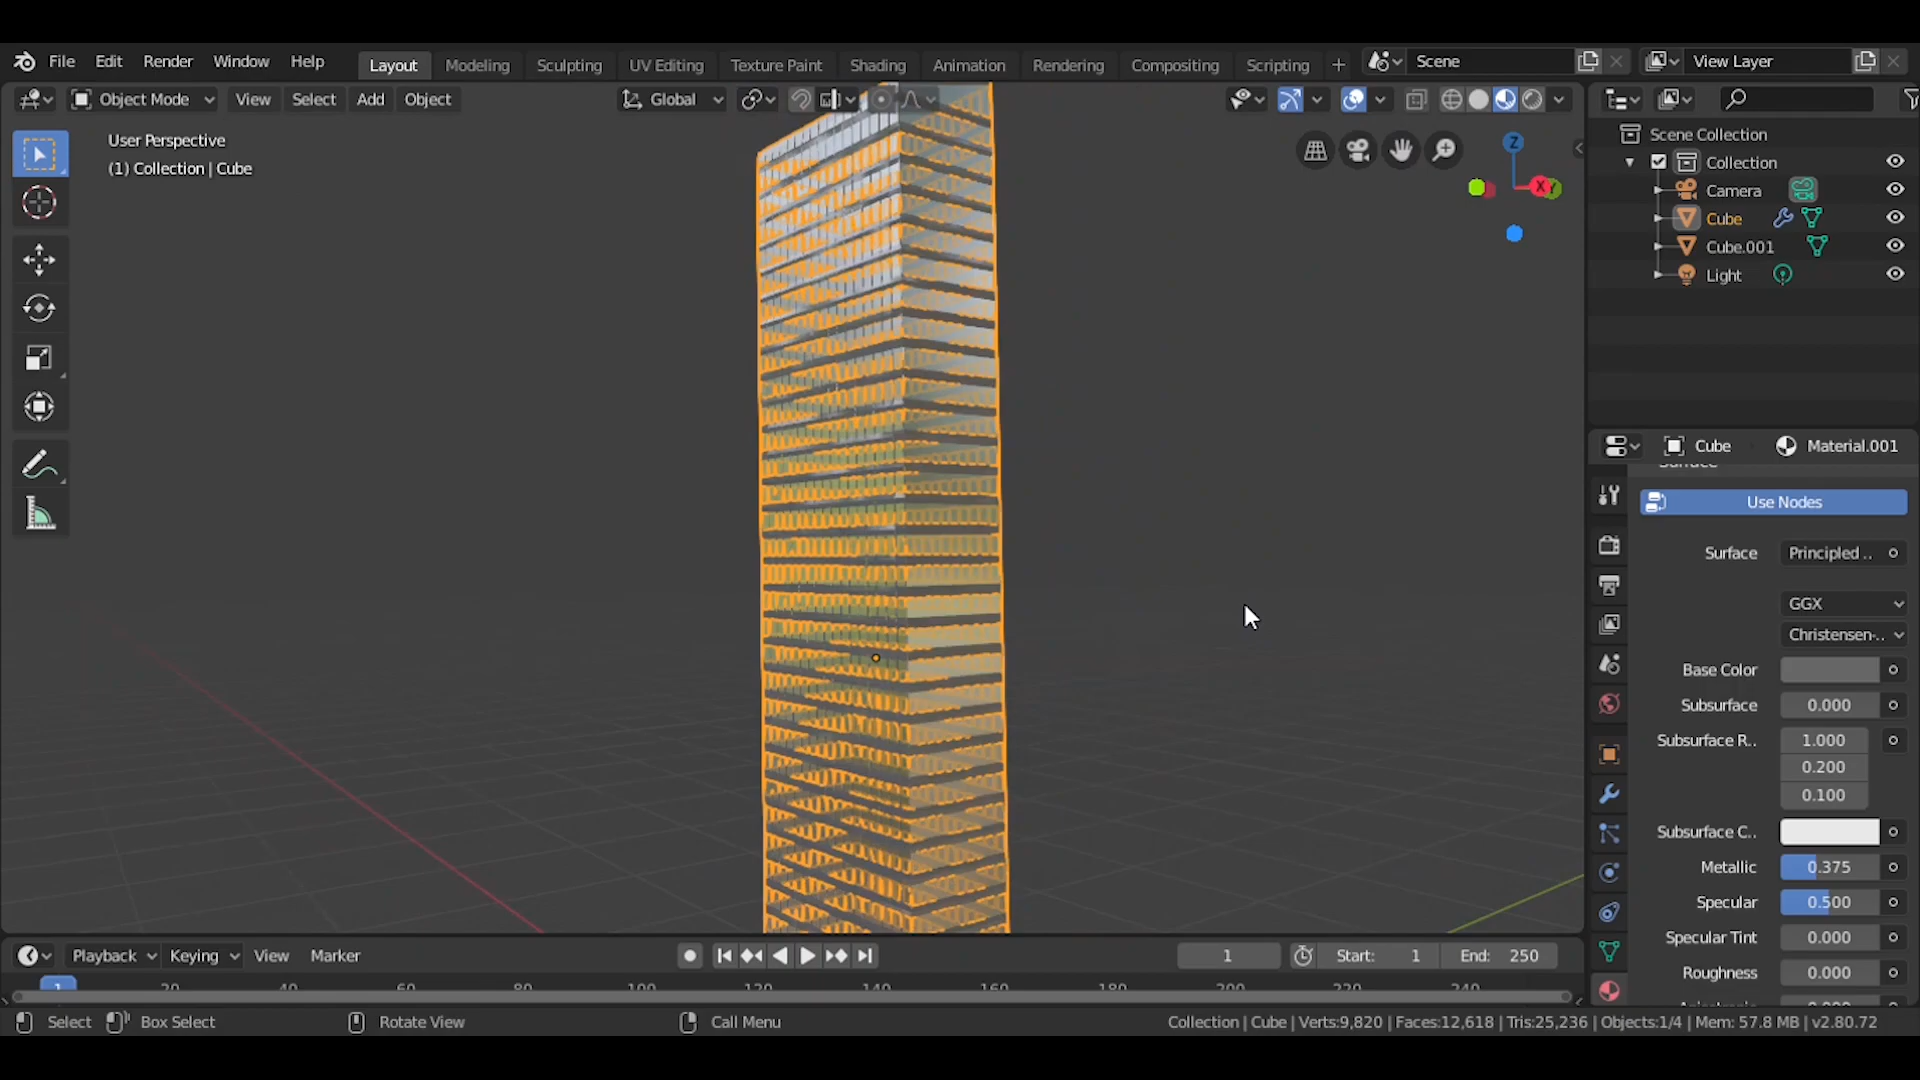 File Edit Render Window Help Layout Modeling Sculpting UV Editing Texture Paint Shading Animation Rendering Compositing Scripting + Scene View Layer
Object Mode View Select Add Object Global
User Perspective
(1) Collection | Cube
Z
X Y
Scene Collection
Collection
Camera
Cube
Cube.001
Light
Cube Material.001
Surface
Use Nodes
Surface Principled ..
GGX
Christensen-..
Base Color
Subsurface 0.000
Subsurface R.. 1.000
0.200
0.100
Subsurface C..
Metallic 0.375
Specular 0.500
Specular Tint 0.000
Roughness 0.000
Playback Keying View Marker 1 Start: 1 End: 250
1 20 40 60 80 100 120 140 160 180 200 220 240
Select Box Select Rotate View Call Menu Collection | Cube | Verts:9,820 | Faces:12,618 | Tris:25,236 | Objects:1/4 | Mem: 57.8 MB | v2.80.72